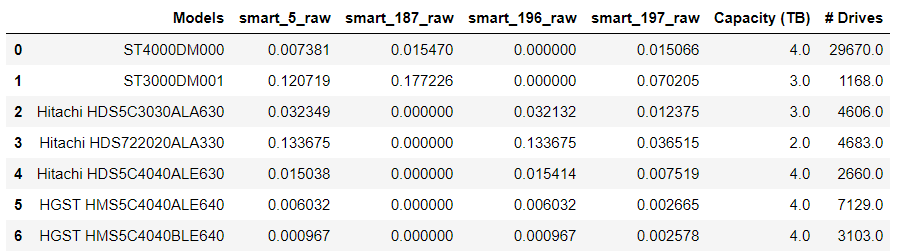 Models smart_5_raw smart_187_raw smart_196_raw smart_197_raw Capacity (TB) # Drives
0 ST4000DM000 0.007381 0.015470 0.000000 0.015066 4.0 29670.0
1 ST3000DM001 0.120719 0.177226 0.000000 0.070205 3.0 1168.0
2 Hitachi HDS5C3030ALA630 0.032349 0.000000 0.032132 0.012375 3.0 4606.0
3 Hitachi HDS722020ALA330 0.133675 0.000000 0.133675 0.036515 2.0 4683.0
4 Hitachi HDS5C4040ALE630 0.015038 0.000000 0.015414 0.007519 4.0 2660.0
5 HGST HMS5C4040ALE640 0.006032 0.000000 0.006032 0.002665 4.0 7129.0
6 HGST HMS5C4040BLE640 0.000967 0.000000 0.000967 0.002578 4.0 3103.0